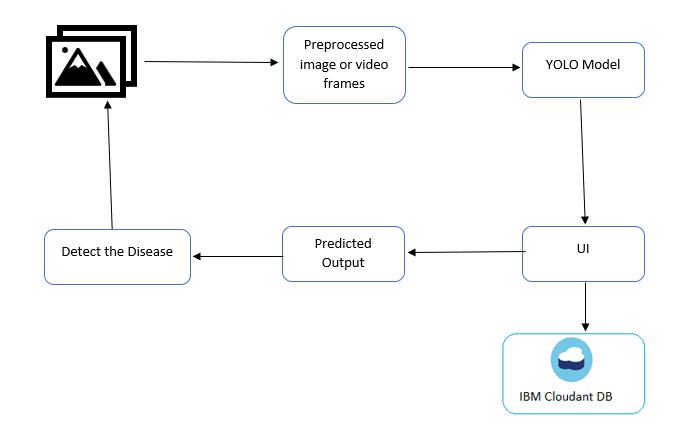 Preprocessed
image or video
frames
YOLO Model
Detect the Disease
Predicted
Output
UI
IBM Cloudant DB